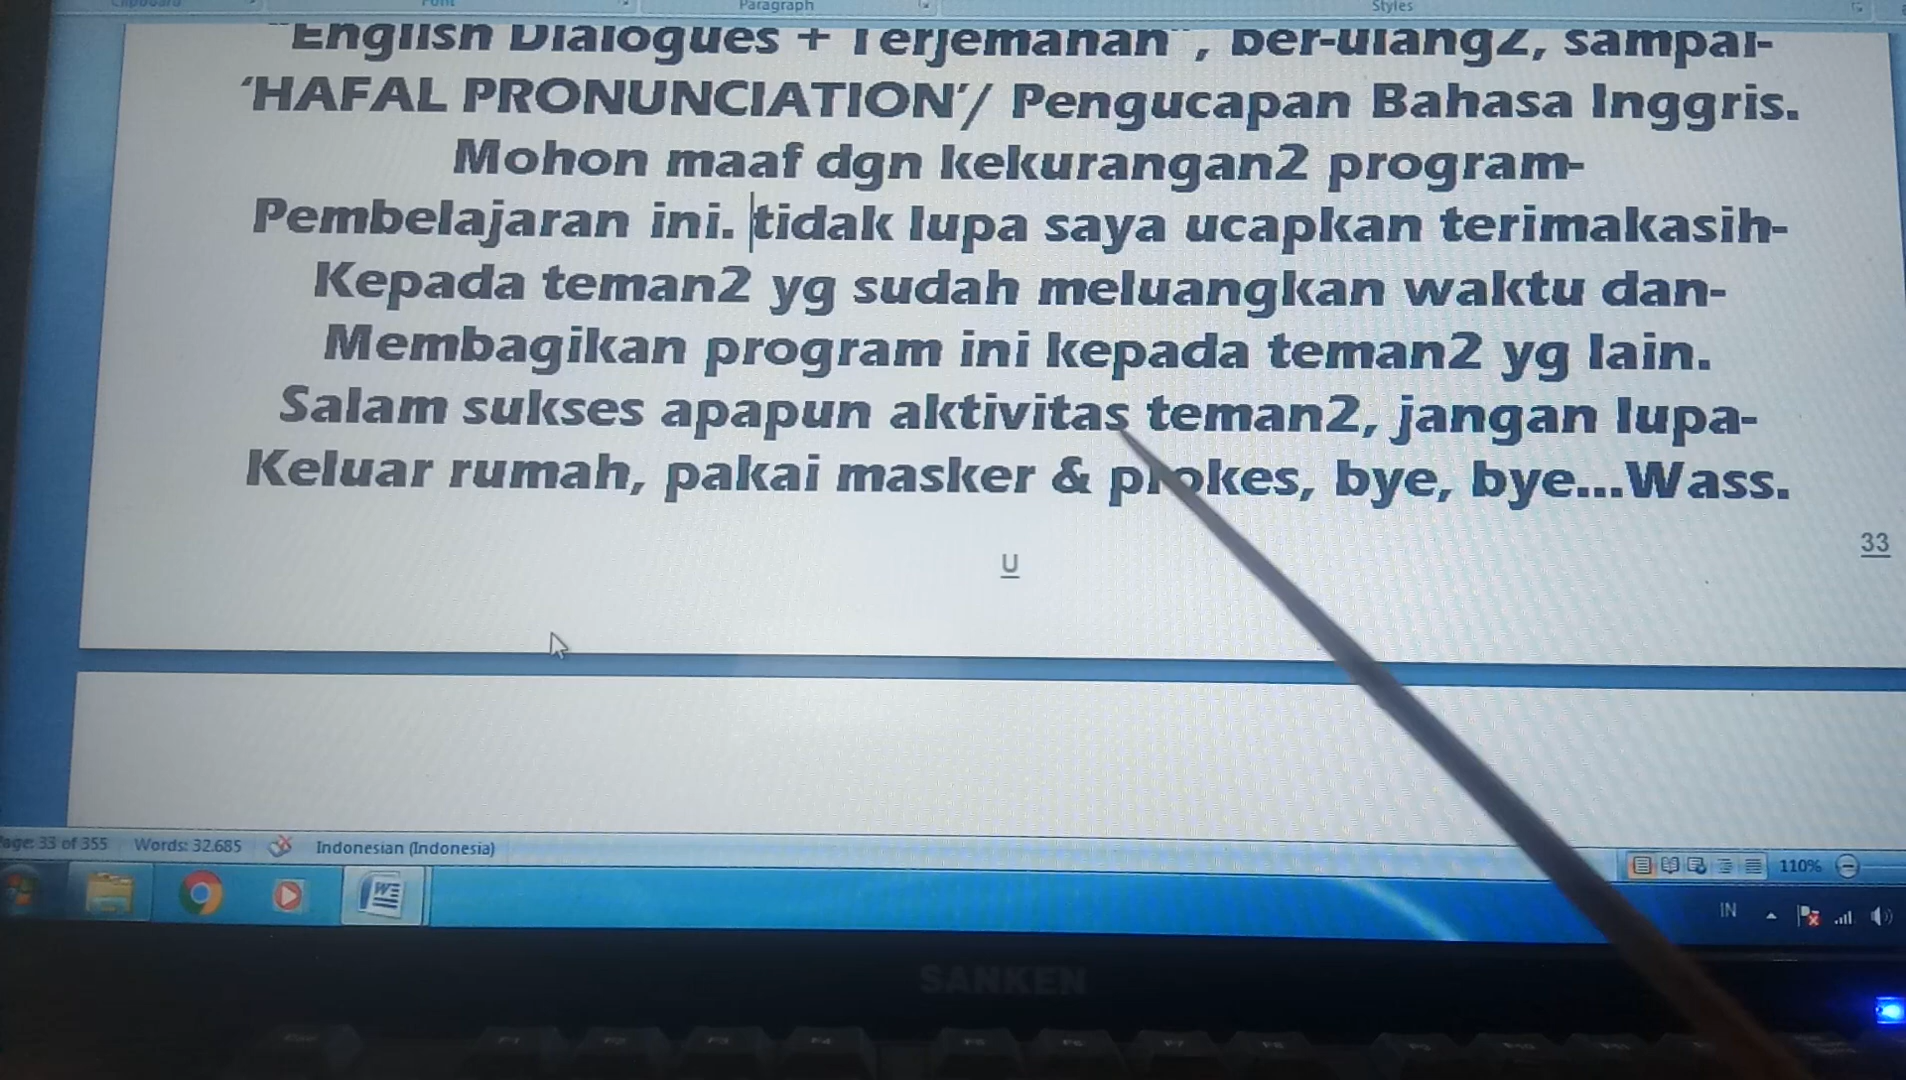 Clipboard Font Paragraph Styles
"English Dialogues + Terjemahan", ber-ulang2, sampai-
'HAFAL PRONUNCIATION'/ Pengucapan Bahasa Inggris.
Mohon maaf dgn kekurangan2 program-
Pembelajaran ini. tidak lupa saya ucapkan terimakasih-
Kepada teman2 yg sudah meluangkan waktu dan-
Membagikan program ini kepada teman2 yg lain.
Salam sukses apapun aktivitas teman2, jangan lupa-
Keluar rumah, pakai masker & prokes, bye, bye...Wass.
33
U
Page: 33 of 355 Words: 32.685 Indonesian (Indonesia) 110%
IN
SANKEN